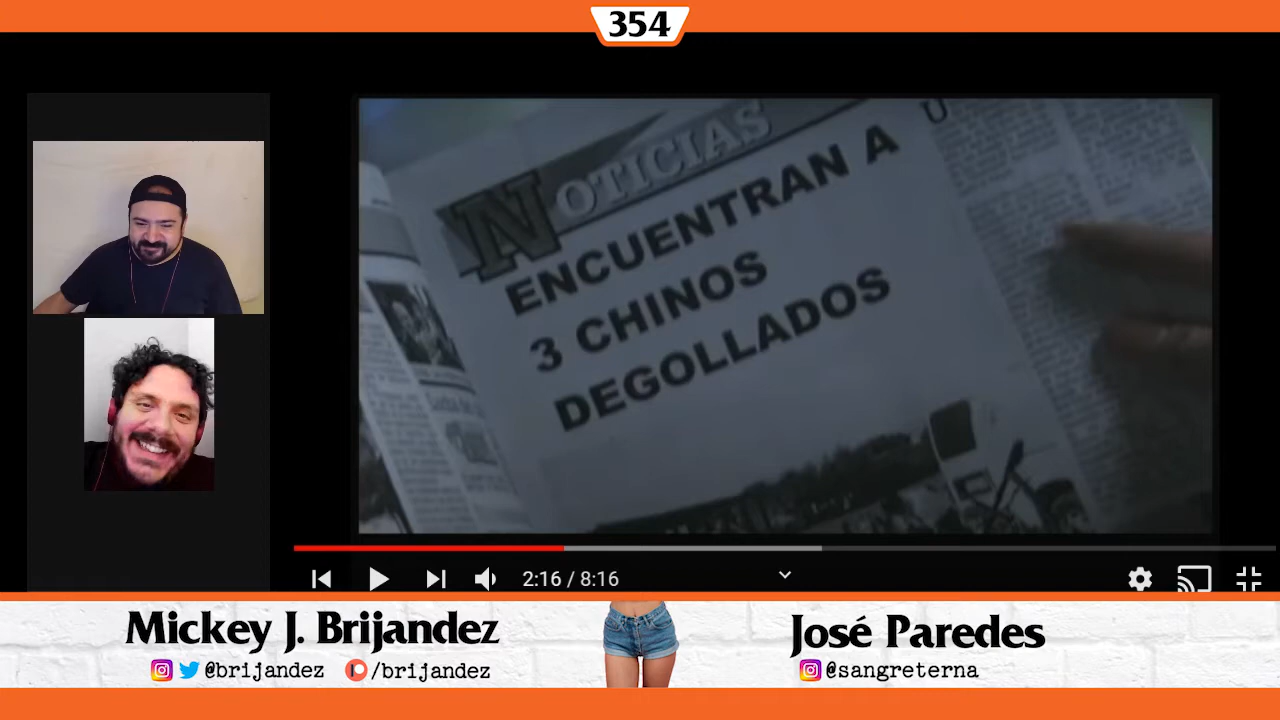 354
NOTICIAS
ENCUENTRAN A
3 CHINOS
DEGOLLADOS
2:16 / 8:16
Mickey J. Brijandez
@brijandez /brijandez
José Paredes
@sangreterna